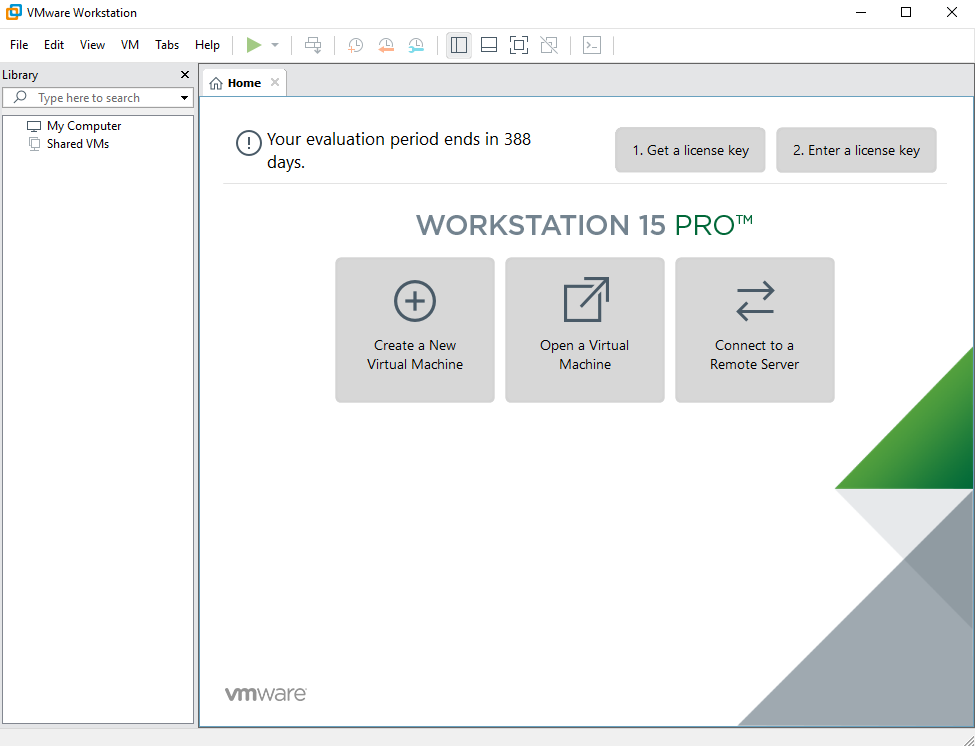 VMware Workstation
File Edit View VM Tabs Help
Library
Type here to search
My Computer
Shared VMs
Home
Your evaluation period ends in 388
days.
1. Get a license key
2. Enter a license key
WORKSTATION 15 PRO™
Create a New
Virtual Machine
Open a Virtual
Machine
Connect to a
Remote Server
vmware